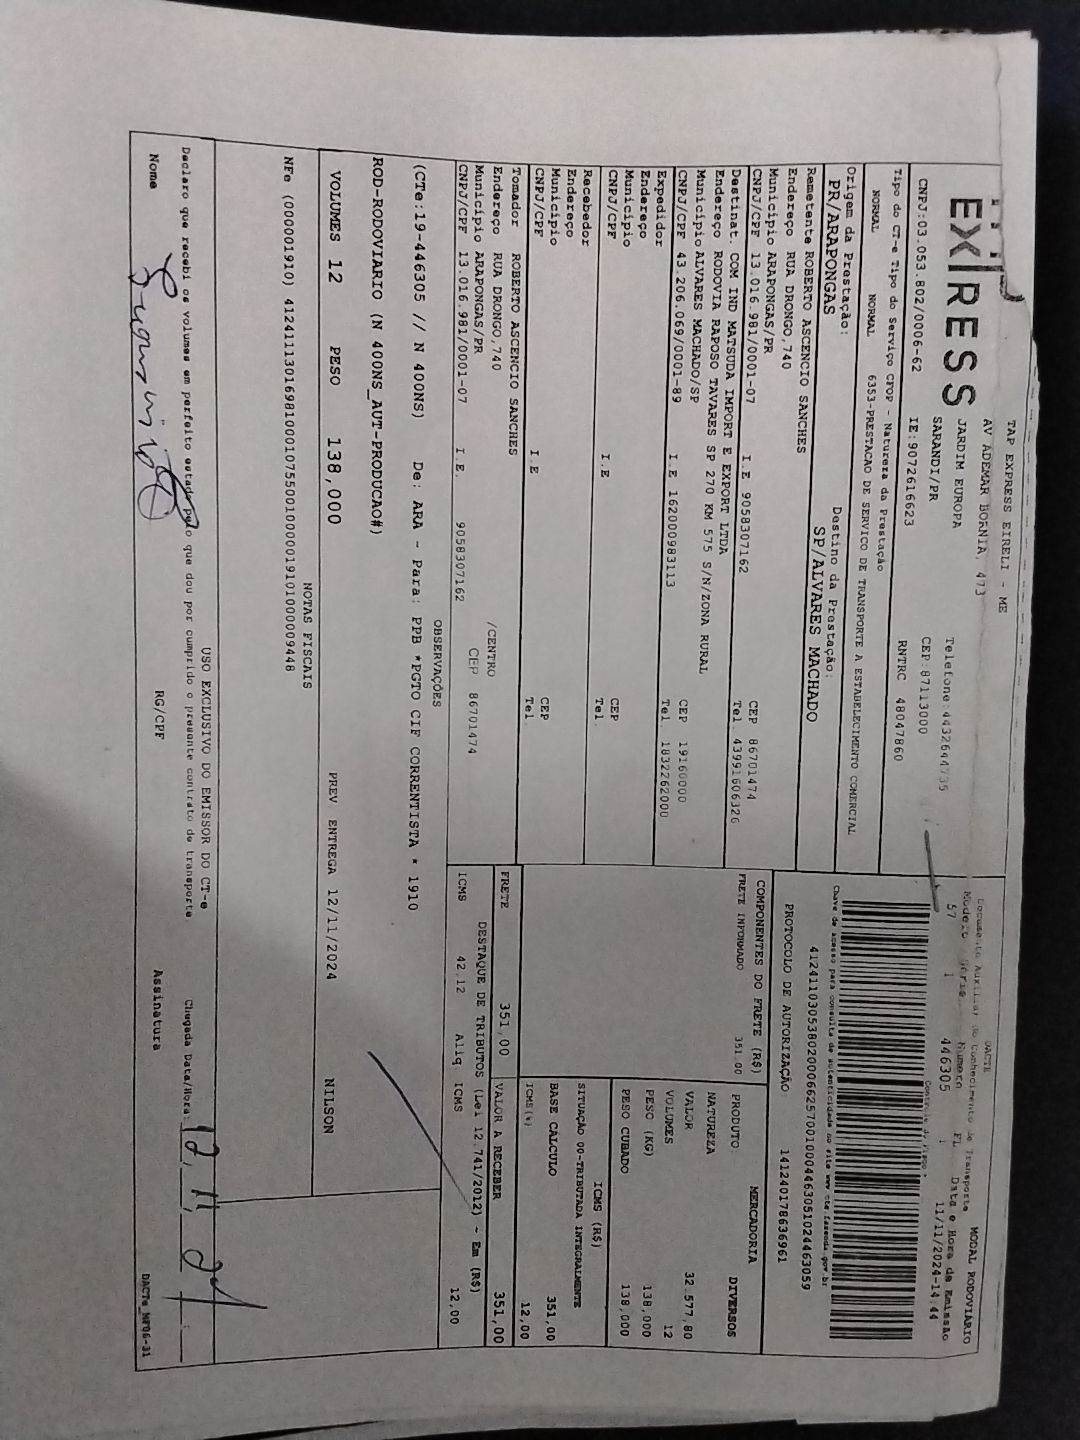 EX|RESS
TAP EXPRESS EIRELI - ME
AV ADEMAR BORNIA, 473
JARDIM EUROPA
SARANDI/PR
Telefone:4432644735
CEP:87113000
CNPJ:03.053.802/0006-62 IE:9072616623 RNTRC 48047860
DACTE
Documento Auxiliar do Conhecimento de Transporte MODAL RODOVIÁRIO
Modelo Série Número FL Data e Hora de Emissão
57 1 446305 1 11/11/2024-14:44
Controle do Fisco
Chave de acesso para consulta de autenticidade no site www.cte.fazenda.gov.br
41241103053802000662570010004463051024463059
PROTOCOLO DE AUTORIZAÇÃO 141240178636961
Tipo do CT-e Tipo do Serviço CFOP - Natureza da Prestação
NORMAL NORMAL 6353-PRESTACAO DE SERVICO DE TRANSPORTE A ESTABELECIMENTO COMERCIAL
Origem da Prestação: Destino da Prestação:
PR/ARAPONGAS SP/ALVARES MACHADO
Remetente ROBERTO ASCENCIO SANCHES
Endereço RUA DRONGO,740
Município ARAPONGAS/PR CEP 86701474
CNPJ/CPF 13.016.981/0001-07 I.E 9058307162 Tel. 43991606326
Destinat. COM IND MATSUDA IMPORT E EXPORT LTDA
Endereço RODOVIA RAPOSO TAVARES SP 270 KM 575 S/N/ZONA RURAL
Município ALVARES MACHADO/SP CEP 19160000
CNPJ/CPF 43.206.069/0001-89 I.E 162000983113 Tel 1832262000
Expedidor
Endereço
Município CEP
CNPJ/CPF I.E Tel.
Recebedor
Endereço
Município CEP
CNPJ/CPF I.E Tel.
Tomador ROBERTO ASCENCIO SANCHES
Endereço RUA DRONGO,740 /CENTRO
Município ARAPONGAS/PR CEP 86701474
CNPJ/CPF 13.016.981/0001-07 I.E. 9058307162
COMPONENTES DO FRETE (R$)
FRETE INFORMADO 351.00
MERCADORIA
PRODUTO DIVERSOS
NATUREZA
VALOR 32.577,80
VOLUMES 12
PESO (KG) 138,000
PESO CUBADO 138,000
ICMS (R$)
SITUAÇÃO 00-TRIBUTADA INTEGRALMENTE
BASE CÁLCULO 351,00
ICMS(%) 12,00
FRETE 351,00 VALOR A RECEBER 351,00
DESTAQUE DE TRIBUTOS (Lei 12.741/2012) - Em (R$)
ICMS 42.12 Aliq ICMS 12,00
OBSERVAÇÕES
(CTe:19-446305 // N 400NS) De: ARA - Para: PPB *PGTO CIF CORRENTISTA * 1910
ROD-RODOVIARIO (N 400NS_AUT-PRODUCAO#)
VOLUMES 12 PESO 138,000 PREV ENTREGA 12/11/2024 NILSON
NOTAS FISCAIS
NFe (000001910) 41241113016981000107550010000019101000009448
USO EXCLUSIVO DO EMISSOR DO CT-e
Declaro que recebi os volumes em perfeito estado pelo que dou por cumprido o presente contrato de transporte. Chegada Data/Hora: 12, 11, 24
Nome RG/CPF Assinatura
DACTe_NFQ6-31